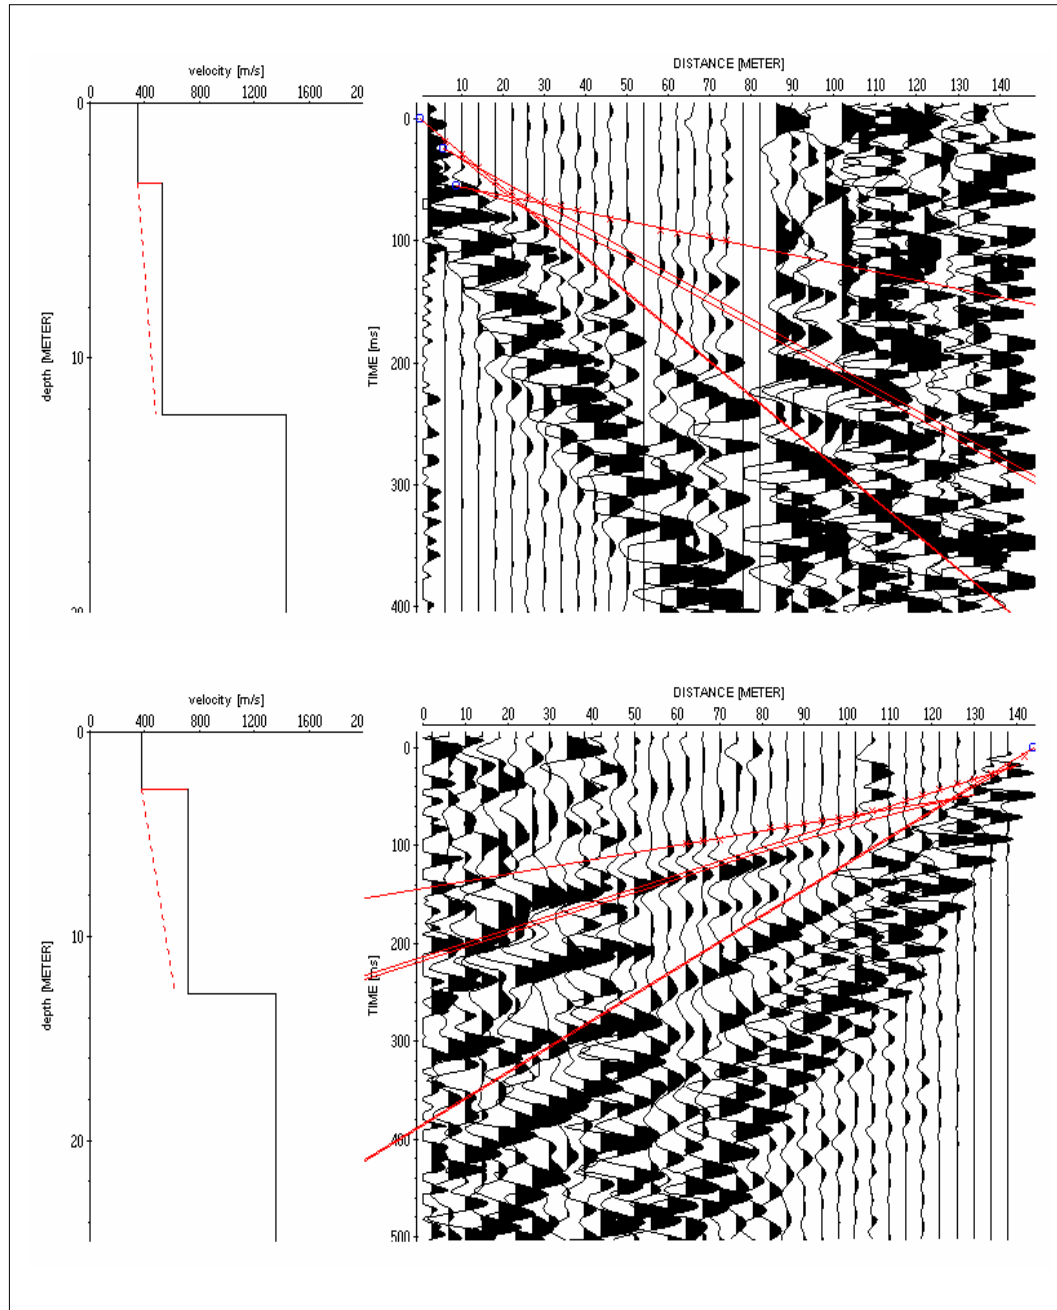 velocity [m/s]
0 400 800 1200 1600 20
0
10
20
depth [METER]
DISTANCE [METER]
10 20 30 40 50 60 70 80 90 100 110 120 130 140
0
100
200
300
400
TIME [ms]
velocity [m/s]
0 400 800 1200 1600 20
0
10
20
depth [METER]
DISTANCE [METER]
0 10 20 30 40 50 60 70 80 90 100 110 120 130 140
0
100
200
300
400
500
TIME [ms]